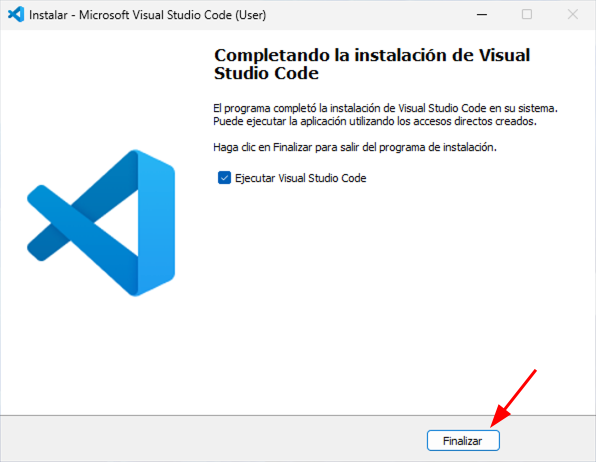 Instalar - Microsoft Visual Studio Code (User)
Completando la instalación de Visual
Studio Code
El programa completó la instalación de Visual Studio Code en su sistema.
Puede ejecutar la aplicación utilizando los accesos directos creados.
Haga clic en Finalizar para salir del programa de instalación.
Ejecutar Visual Studio Code
Finalizar